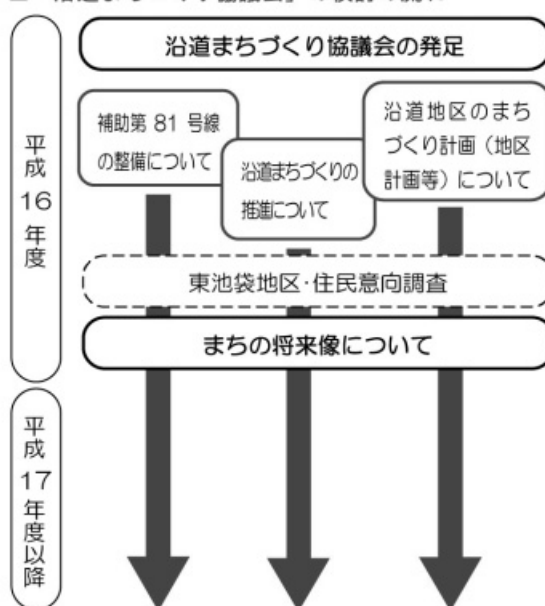 沿道まちづくり協議会の発足
平成16年度
補助第 81 号線
の整備について
沿道まちづくりの
推進について
沿道地区のまち
づくり計画（地区
計画等）について
東池袋地区・住民意向調査
まちの将来像について
平成17年度以降